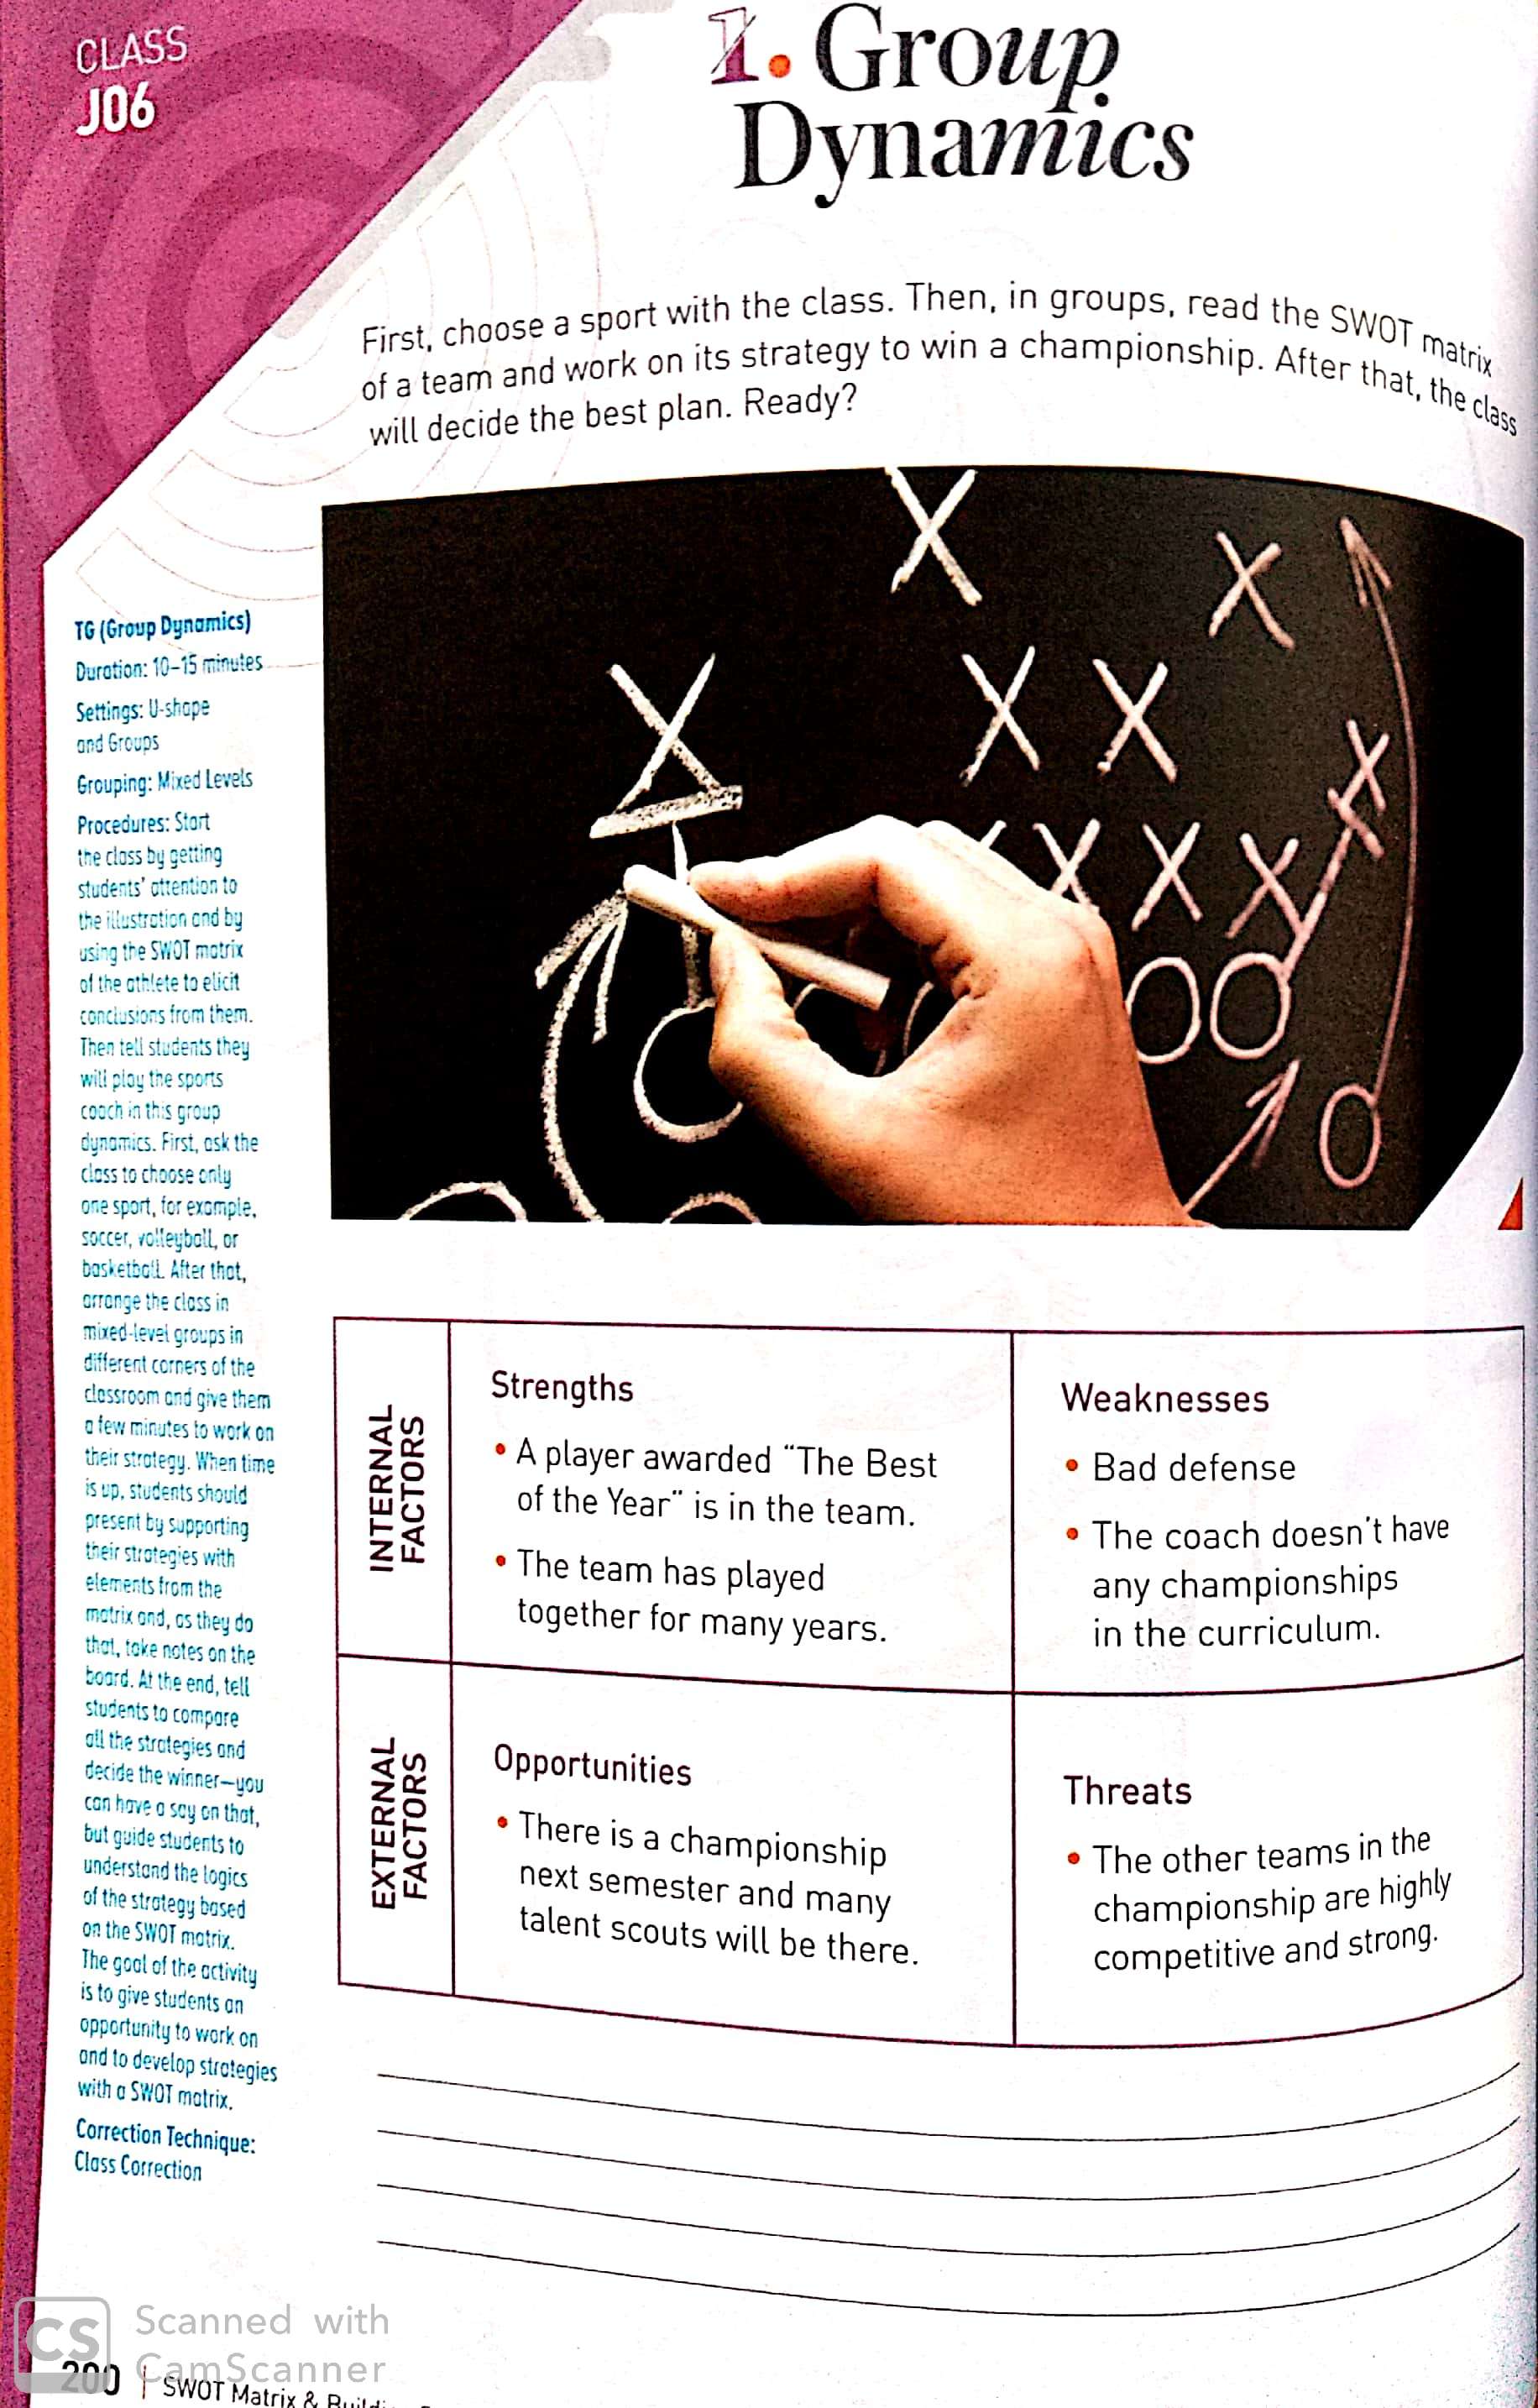 CLASS
J06
1. Group
Dynamics
First, choose a sport with the class. Then, in groups, read the SWOT matrix
of a team and work on its strategy to win a championship. After that, the class
will decide the best plan. Ready?
TG (Group Dynamics)
Duration: 10–15 minutes
Settings: U-shape
and Groups
Grouping: Mixed Levels
Procedures: Start
the class by getting
students' attention to
the illustration and by
using the SWOT matrix
of the athlete to elicit
conclusions from them.
Then tell students they
will play the sports
coach in this group
dynamics. First, ask the
class to choose only
one sport, for example,
soccer, volleyball, or
basketball. After that,
arrange the class in
mixed-level groups in
different corners of the
classroom and give them
a few minutes to work on
their strategy. When time
is up, students should
present by supporting
their strategies with
elements from the
matrix and, as they do
that, take notes on the
board. At the end, tell
students to compare
all the strategies and
decide the winner—you
can have a say on that,
but guide students to
understand the logics
of the strategy based
on the SWOT matrix.
The goal of the activity
is to give students an
opportunity to work on
and to develop strategies
with a SWOT matrix.
Correction Technique:
Class Correction
INTERNAL
FACTORS
Strengths
• A player awarded “The Best
of the Year” is in the team.
• The team has played
together for many years.
Weaknesses
• Bad defense
• The coach doesn't have
any championships
in the curriculum.
EXTERNAL
FACTORS
Opportunities
• There is a championship
next semester and many
talent scouts will be there.
Threats
• The other teams in the
championship are highly
competitive and strong.
CS
Scanned with
CamScanner
200 | SWOT Matrix &